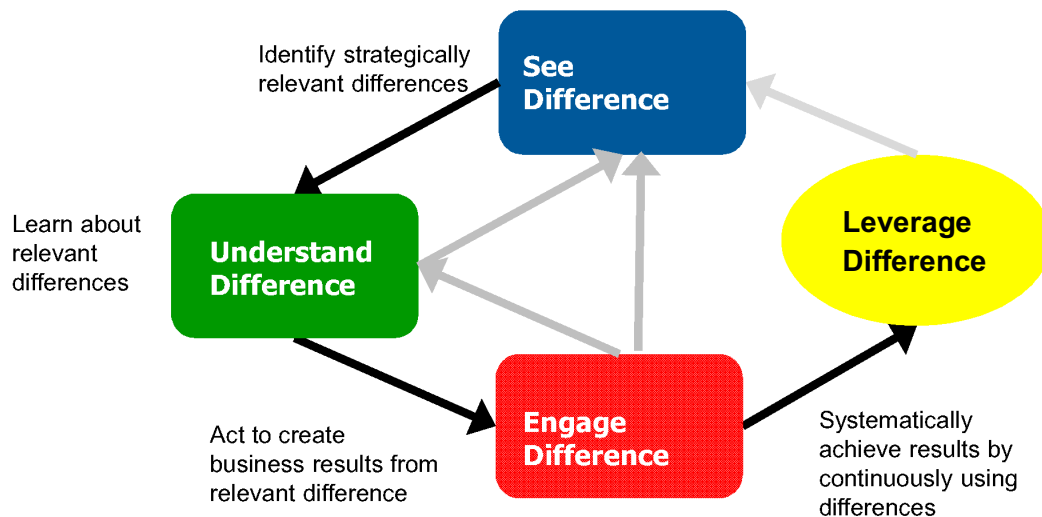 Identify strategically
relevant differences
See
Difference
Learn about
relevant
differences
Understand
Difference
Leverage
Difference
Act to create
business results from
relevant difference
Engage
Difference
Systematically
achieve results by
continuously using
differences